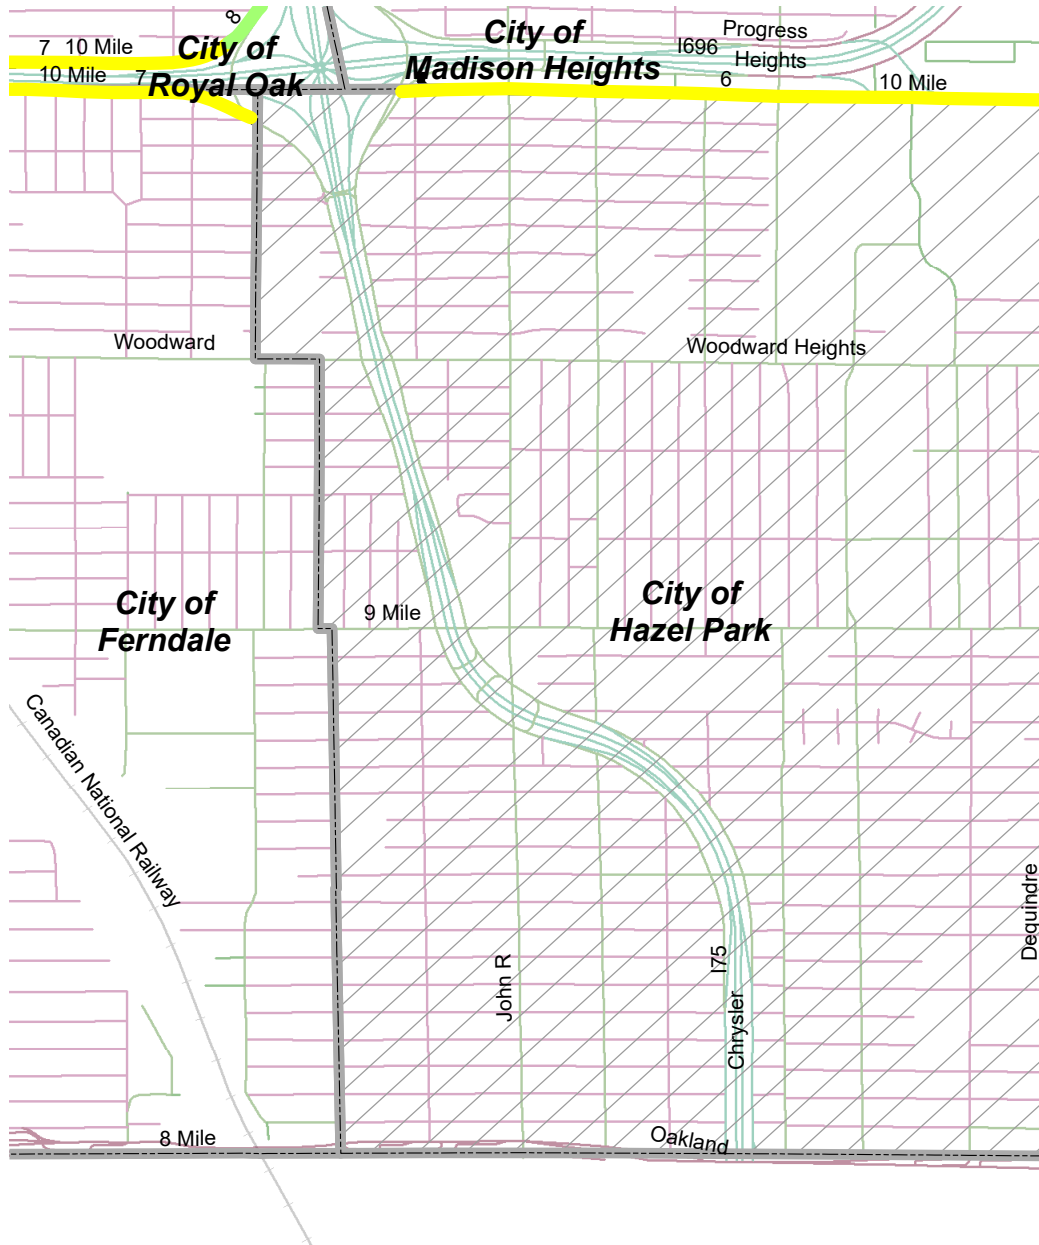 8
7 10 Mile
10 Mile 7
City of
Royal Oak
City of
Madison Heights
I696
Progress
Heights
6
10 Mile
Woodward
Woodward Heights
City of
Ferndale
9 Mile
City of
Hazel Park
Canadian National Railway
Dequindre
John R
I75
Chrysler
8 Mile
Oakland